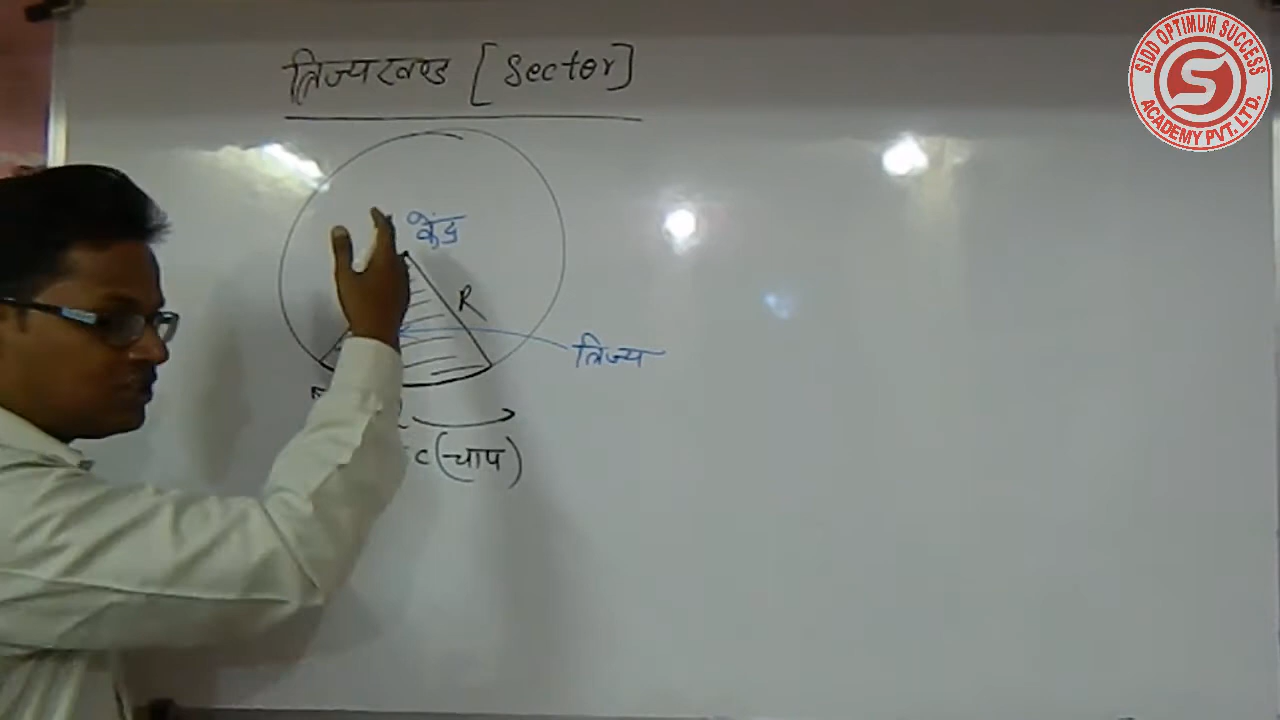 त्रिज्यखण्ड [Sector]
केंद्र
R
त्रिज्य
c(चाप)
SIDD OPTIMUM SUCCESS
S
ACADEMY PVT. LTD.